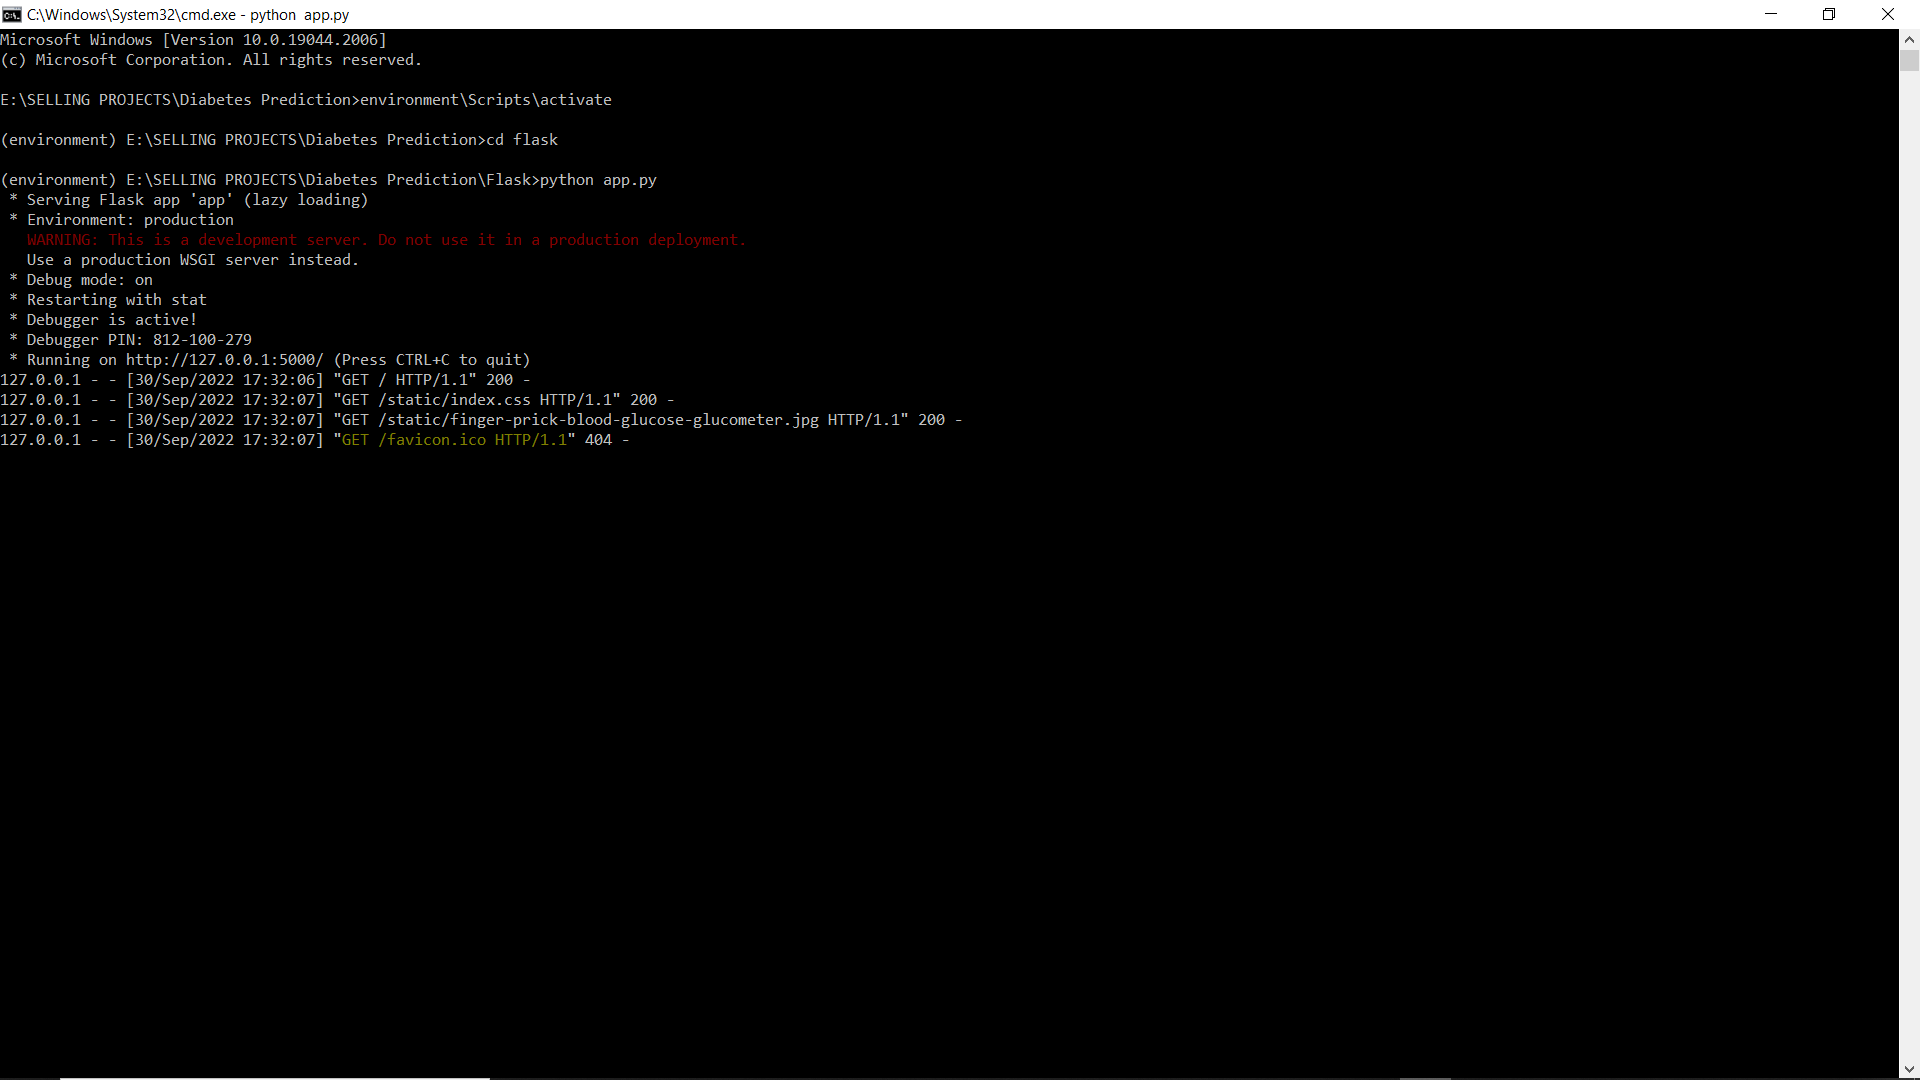 C:\Windows\System32\cmd.exe - python  app.py
Microsoft Windows [Version 10.0.19044.2006]
(c) Microsoft Corporation. All rights reserved.
E:\SELLING PROJECTS\Diabetes Prediction>environment\Scripts\activate
(environment) E:\SELLING PROJECTS\Diabetes Prediction>cd flask
(environment) E:\SELLING PROJECTS\Diabetes Prediction\Flask>python app.py
 * Serving Flask app 'app' (lazy loading)
 * Environment: production
   WARNING: This is a development server. Do not use it in a production deployment.
   Use a production WSGI server instead.
 * Debug mode: on
 * Restarting with stat
 * Debugger is active!
 * Debugger PIN: 812-100-279
 * Running on http://127.0.0.1:5000/ (Press CTRL+C to quit)
127.0.0.1 - - [30/Sep/2022 17:32:06] "GET / HTTP/1.1" 200 -
127.0.0.1 - - [30/Sep/2022 17:32:07] "GET /static/index.css HTTP/1.1" 200 -
127.0.0.1 - - [30/Sep/2022 17:32:07] "GET /static/finger-prick-blood-glucose-glucometer.jpg HTTP/1.1" 200 -
127.0.0.1 - - [30/Sep/2022 17:32:07] "GET /favicon.ico HTTP/1.1" 404 -